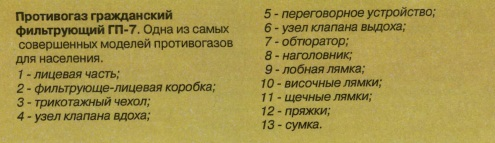 Противогаз гражданский
фильтрующий ГП-7. Одна из самых
совершенных моделей противогазов
для населения.
1 - лицевая часть;
2 - фильтрующе-лицевая коробка;
3 - трикотажный чехол;
4 - узел клапана вдоха;
5 - переговорное устройство;
6 - узел клапана выдоха;
7 - обтюратор;
8 - наголовник;
9 - лобная лямка;
10 - височные лямки;
11 - щечные лямки;
12 - пряжки;
13 - сумка.